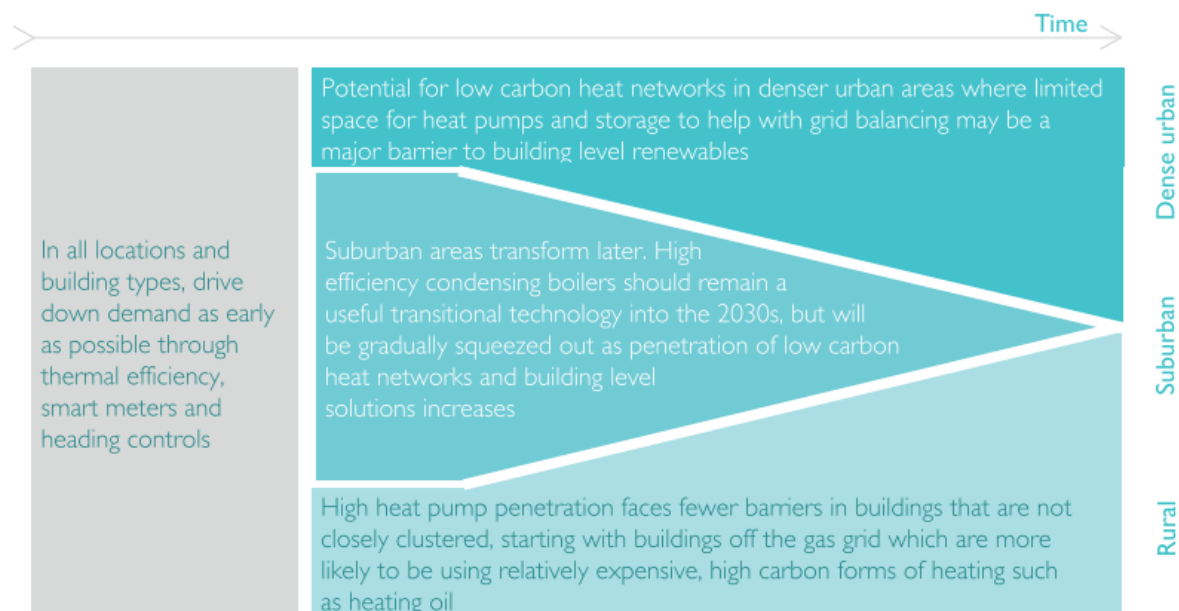 Time
In all locations and
building types, drive
down demand as early
as possible through
thermal efficiency,
smart meters and
heading controls
Potential for low carbon heat networks in denser urban areas where limited
space for heat pumps and storage to help with grid balancing may be a
major barrier to building level renewables
Dense urban
Suburban areas transform later. High
efficiency condensing boilers should remain a
useful transitional technology into the 2030s, but will
be gradually squeezed out as penetration of low carbon
heat networks and building level
solutions increases
Suburban
High heat pump penetration faces fewer barriers in buildings that are not
closely clustered, starting with buildings off the gas grid which are more
likely to be using relatively expensive, high carbon forms of heating such
as heating oil
Rural